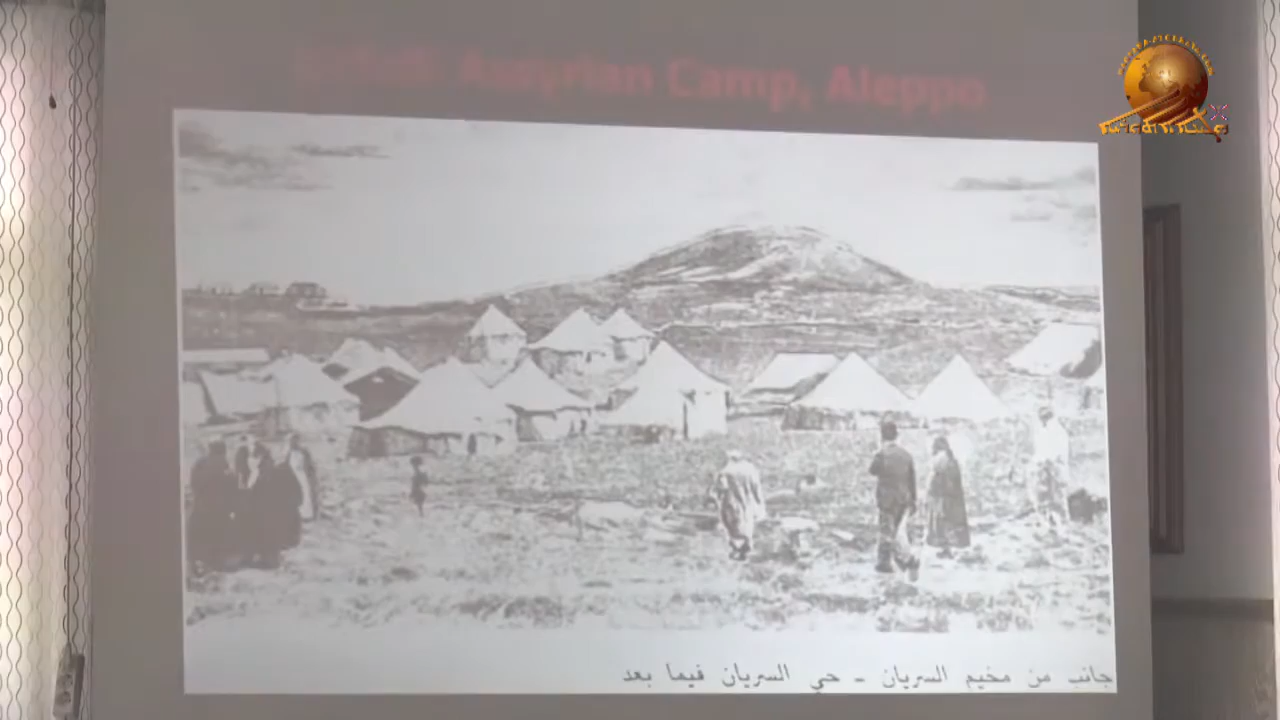 Assyrian Camp, Aleppo
جانب من مخيم السريان - حي السريان فيما بعد